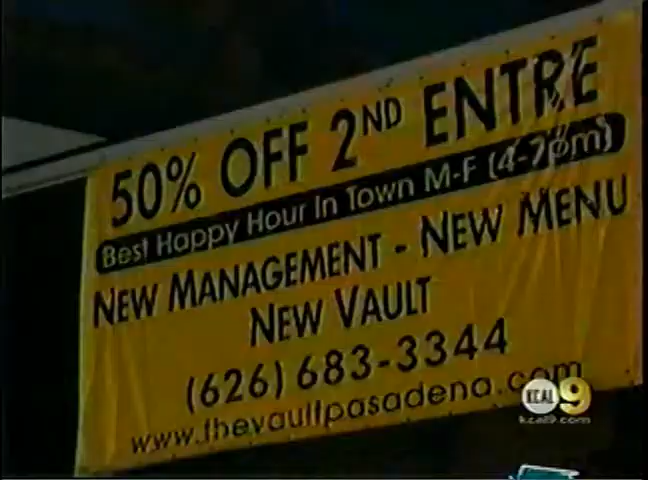 50% OFF 2ND ENTRE
Best Happy Hour In Town M-F (4-7pm)
NEW MANAGEMENT - NEW MENU
NEW VAULT
(626) 683-3344
www.thevaultpasadena.com
KCAL 9
kcal9.com